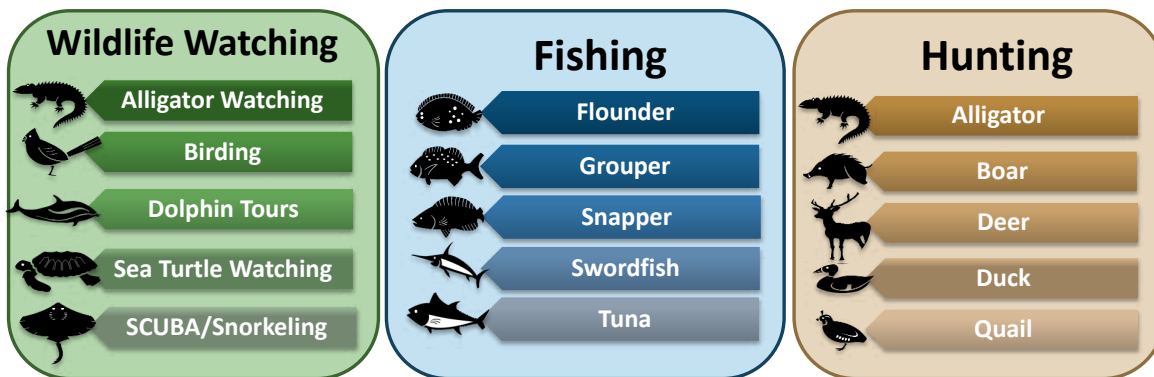 Wildlife Watching
Alligator Watching
Birding
Dolphin Tours
Sea Turtle Watching
SCUBA/Snorkeling
Fishing
Flounder
Grouper
Snapper
Swordfish
Tuna
Hunting
Alligator
Boar
Deer
Duck
Quail